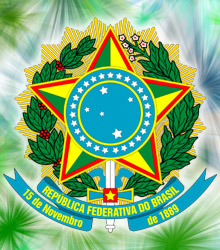 REPÚBLICA FEDERATIVA DO BRASIL
15 de Novembro
de 1889